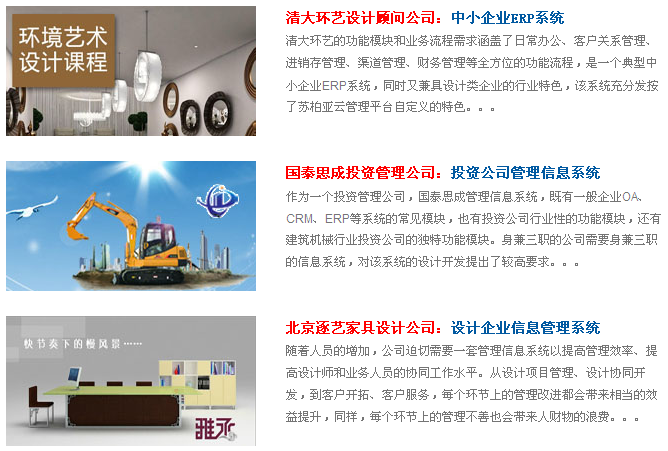 环境艺术
设计课程
清大环艺设计顾问公司：中小企业ERP系统
清大环艺的功能模块和业务流程需求涵盖了日常办公、客户关系管理、
进销存管理、渠道管理、财务管理等全方位的功能流程，是一个典型中
小企业ERP系统，同时又兼具设计类企业的行业特色，该系统充分发按
了苏柏亚云管理平台自定义的特色。。。
国泰思成投资管理公司：投资公司管理信息系统
作为一个投资管理公司，国泰思成管理信息系统，既有一般企业OA、
CRM、ERP等系统的常见模块，也有投资公司行业性的功能模块，还有
建筑机械行业投资公司的独特功能模块。身兼三职的公司需要身兼三职
的信息系统，对该系统的设计开发提出了较高要求。。。
快节奏下的慢风景……
雅派
北京逐艺家具设计公司：设计企业信息管理系统
随着人员的增加，公司迫切需要一套管理信息系统以提高管理效率、提
高设计师和业务人员的协同工作水平。从设计项目管理、设计协同开
发，到客户开拓、客户服务，每个环节上的管理改进都会带来相当的效
益提升，同样，每个环节上的管理不善也会带来人财物的浪费。。。